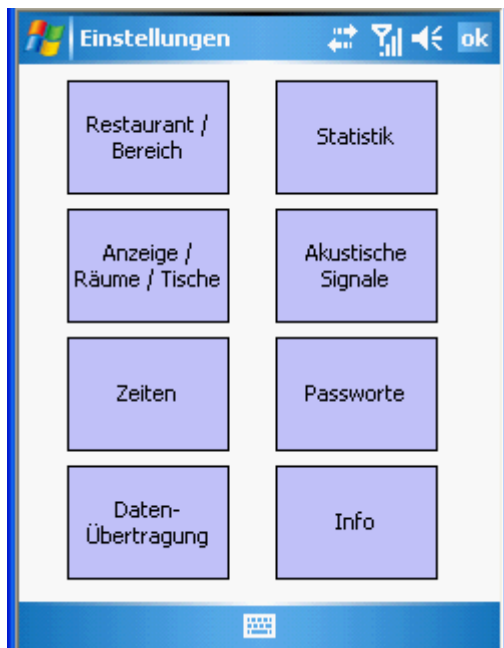 Einstellungen
ok
Restaurant /
Bereich
Statistik
Anzeige /
Räume / Tische
Akustische
Signale
Zeiten
Passworte
Daten-
Übertragung
Info